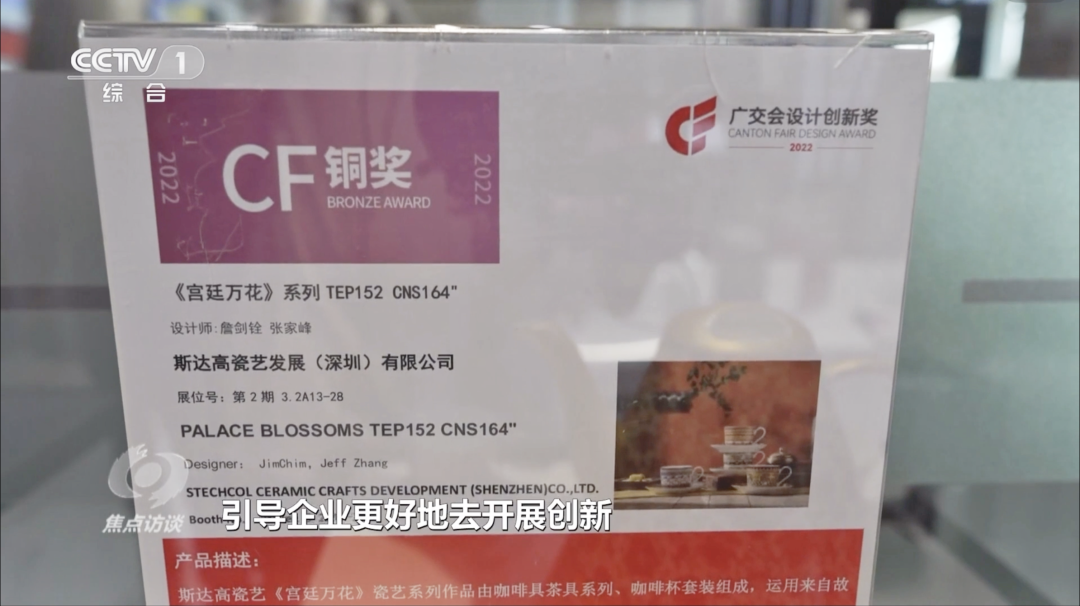 CCTV 1
综合
2022
CF 铜奖
BRONZE AWARD
2022
广交会设计创新奖
CANTON FAIR DESIGN AWARD
2022
《宫廷万花》系列 TEP152 CNS164"
设计师:詹剑铨 张家峰
斯达高瓷艺发展（深圳）有限公司
展位号：第2期 3.2A13-28
PALACE BLOSSOMS TEP152 CNS164"
Designer: JimChim, Jeff Zhang
STECHCOL CERAMIC CRAFTS DEVELOPMENT (SHENZHEN)CO.,LTD.
Booth
焦点访谈
引导企业更好地去开展创新
产品描述：
斯达高瓷艺《宫廷万花》瓷艺系列作品由咖啡具茶具系列、咖啡杯套装组成，运用来自故